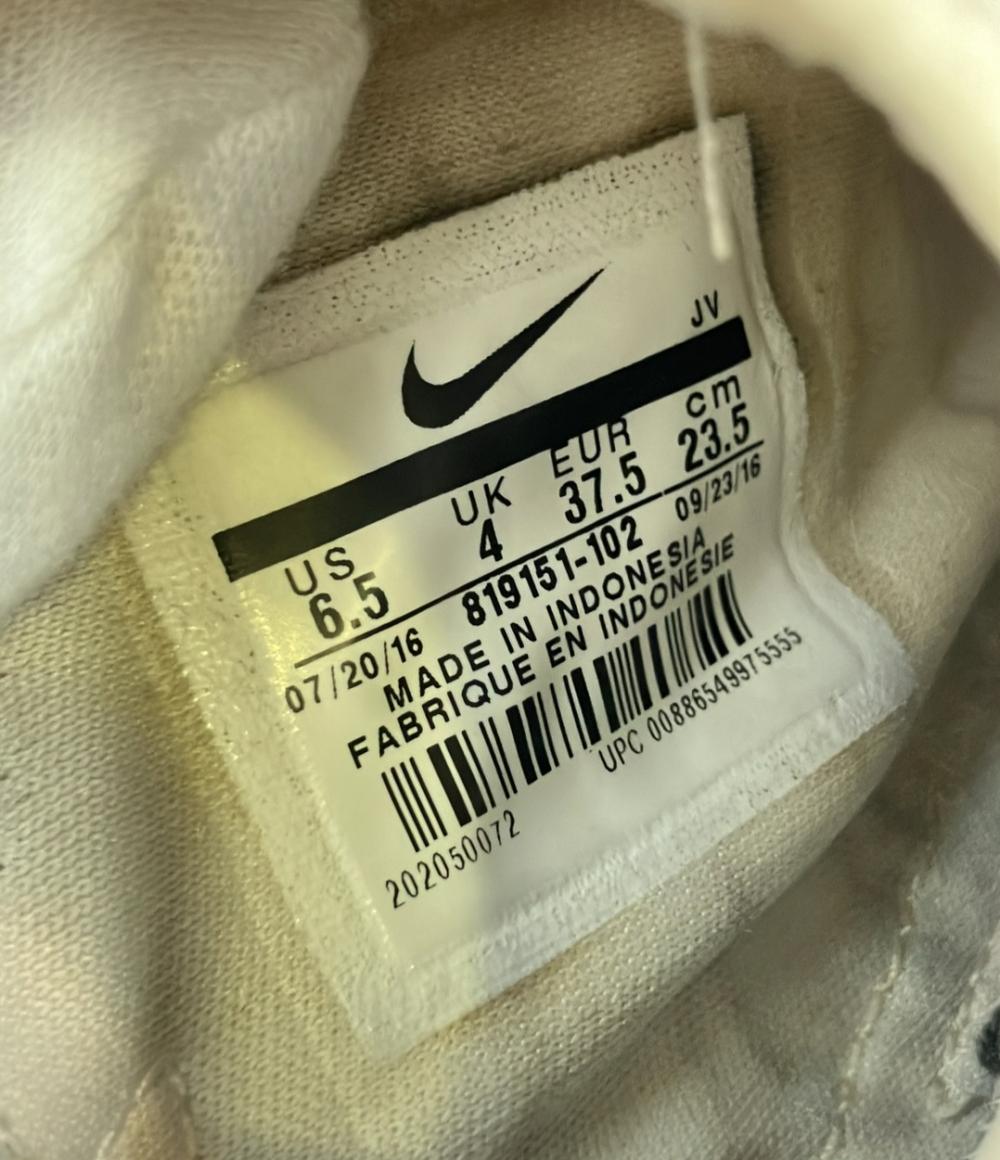 JV
US UK EUR cm
6.5 4 37.5 23.5
07/20/16 819151-102 09/23/16
MADE IN INDONESIA
FABRIQUE EN INDONÉSIE
202050072 UPC 00886549975555